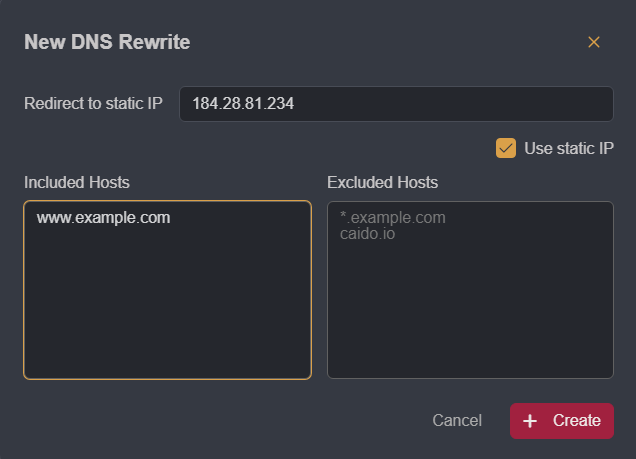 New DNS Rewrite
Redirect to static IP
184.28.81.234
Use static IP
Included Hosts
www.example.com
Excluded Hosts
*.example.com
caido.io
Cancel
+ Create